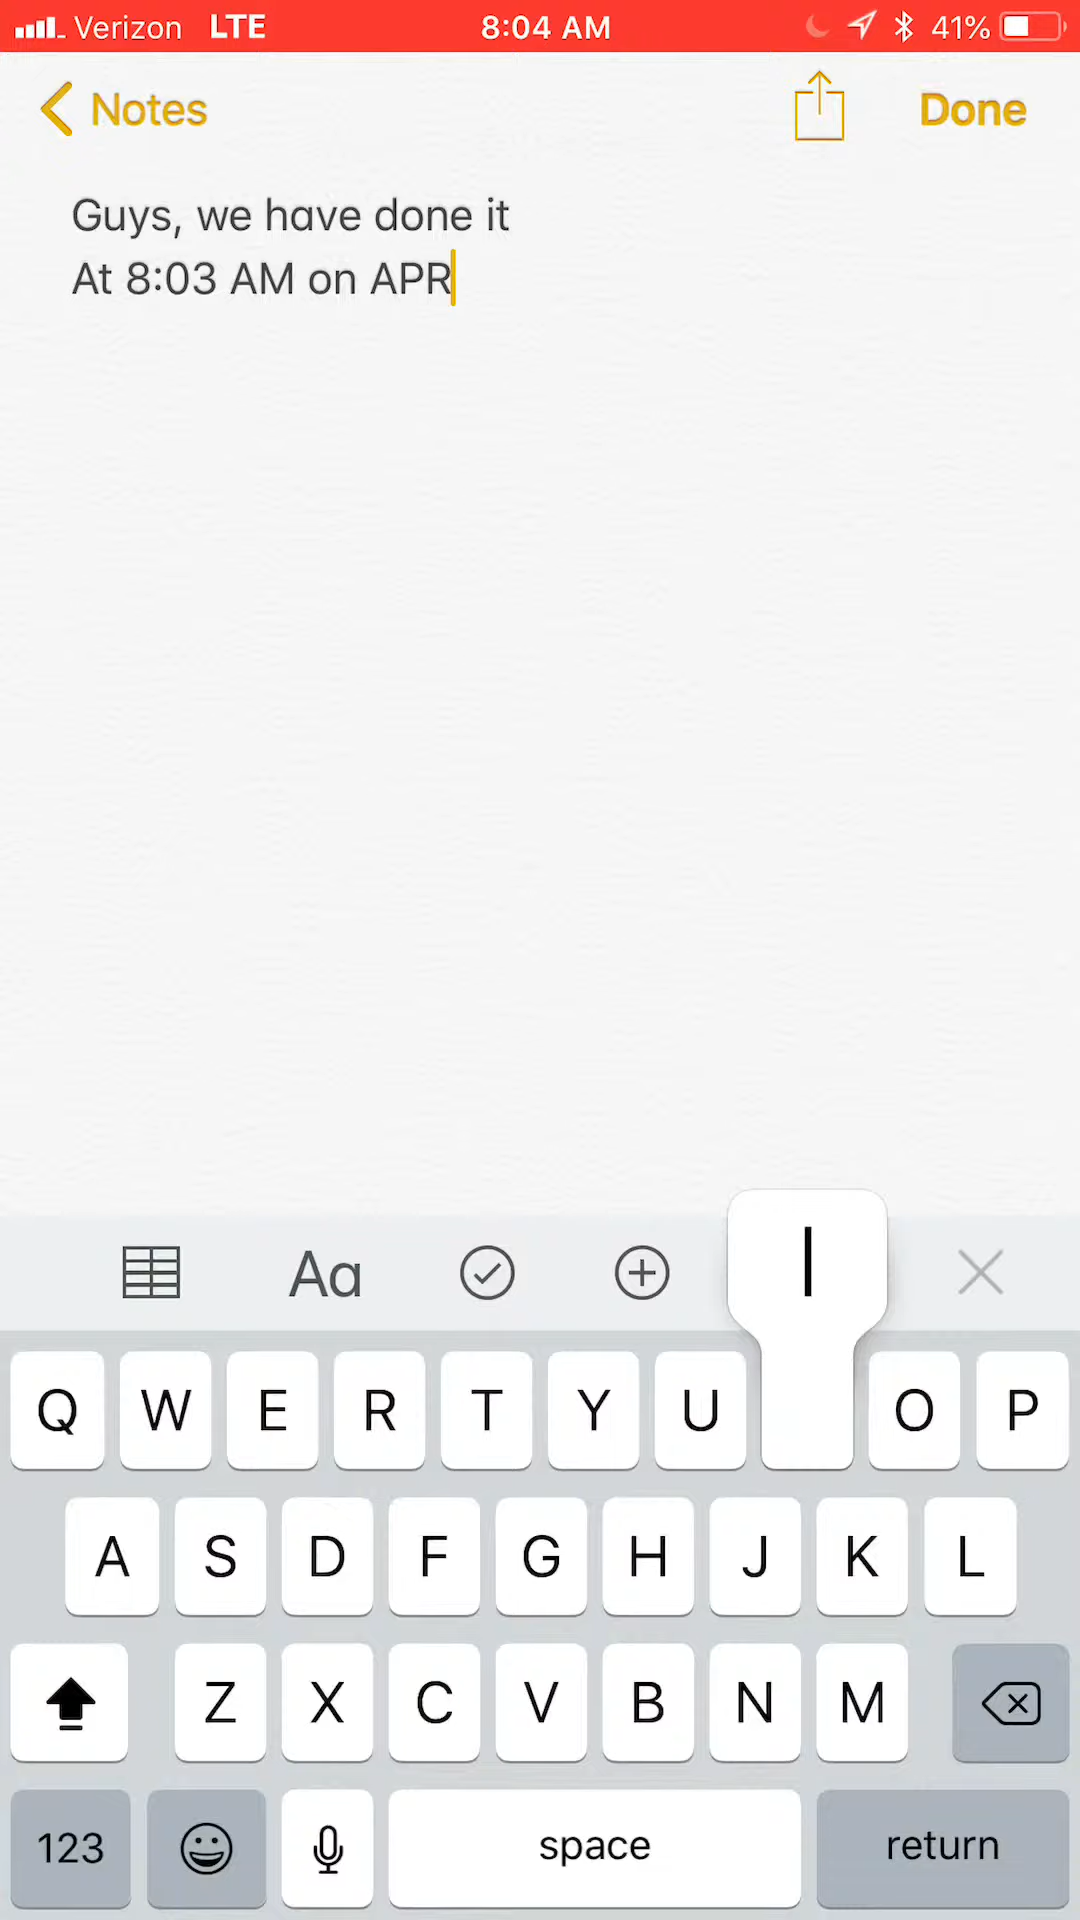 Verizon LTE 8:04 AM 41%
Notes Done
Guys, we have done it
At 8:03 AM on APR
Aa I
Q W E R T Y U O P
A S D F G H J K L
Z X C V B N M
123 space return